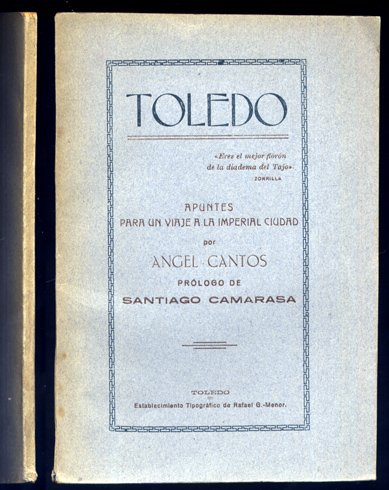 TOLEDO
«Eres el mejor florón
de la diadema del Tajo».
ZORRILLA
APUNTES
PARA UN VIAJE A LA IMPERIAL CIUDAD
por
ANGEL CANTOS
PRÓLOGO DE
SANTIAGO CAMARASA
TOLEDO
Establecimiento Tipográfico de Rafael G.-Menor.